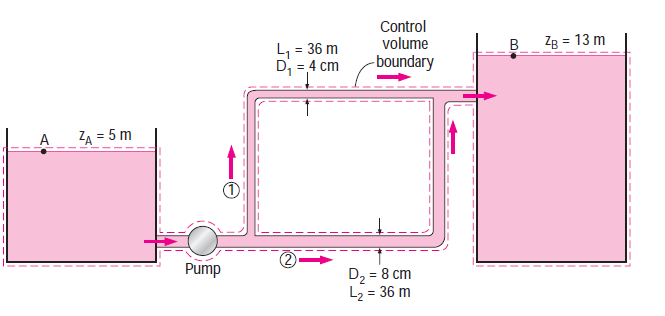 Control
volume
boundary
L₁ = 36 m
D₁ = 4 cm
B
z_B = 13 m
A
z_A = 5 m
①
Pump
②
D₂ = 8 cm
L₂ = 36 m